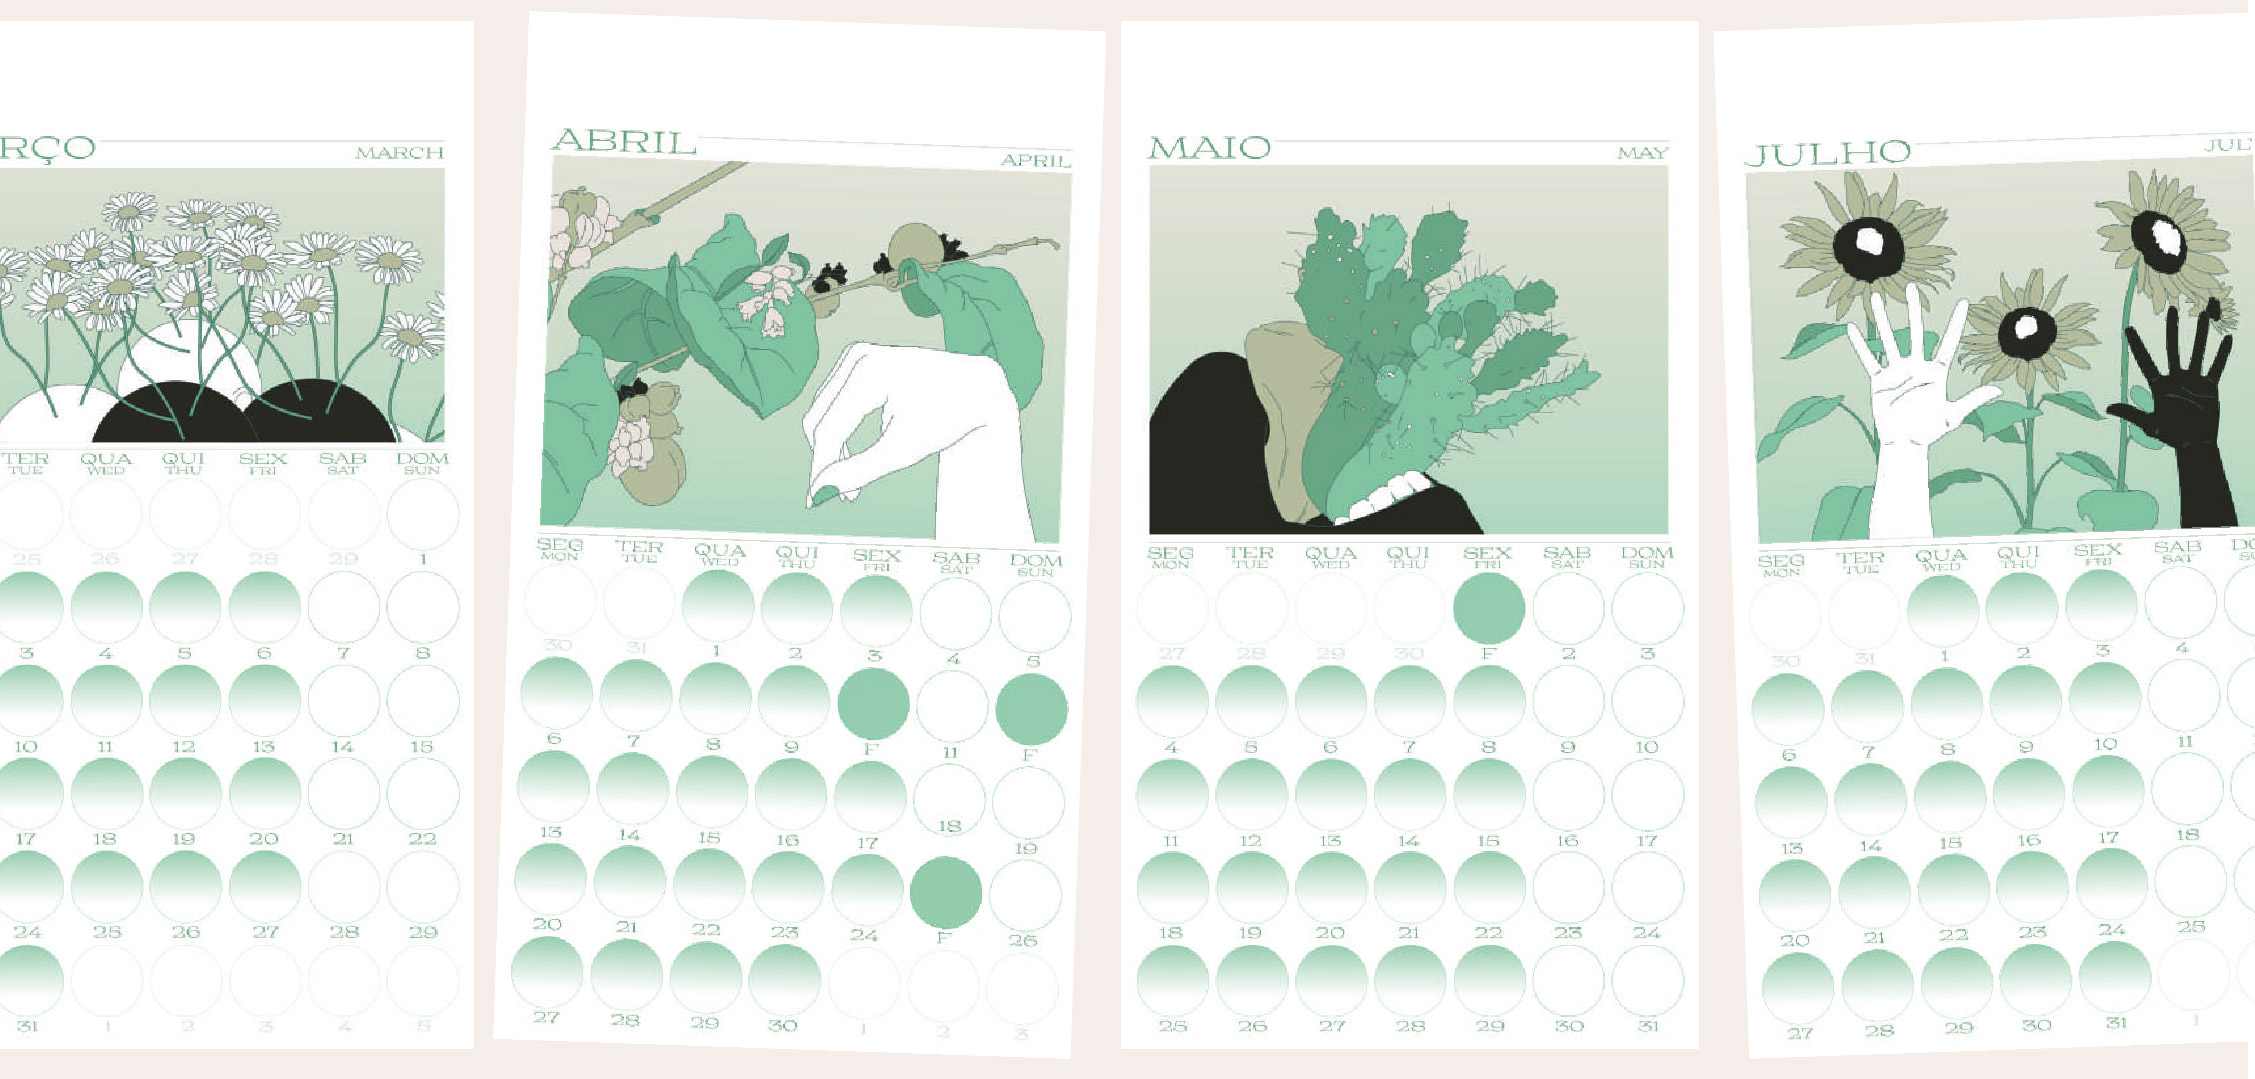 RÇO
MARCH
TER QUA QUI SEX SAB DOM
TUE WED THU FRI SAT SUN
25 26 27 28 29 1
3 4 5 6 7 8
10 11 12 13 14 15
17 18 19 20 21 22
24 25 26 27 28 29
31 1 2 3 4 5
ABRIL
APRIL
SEG TER QUA QUI SEX SAB DOM
MON TUE WED THU FRI SAT SUN
30 31 1 2 3 4 5
6 7 8 9 F 11 F
13 14 15 16 17 18 19
20 21 22 23 24 F 26
27 28 29 30 1 2 3
MAIO
MAY
SEG TER QUA QUI SEX SAB DOM
MON TUE WED THU FRI SAT SUN
27 28 29 30 F 2 3
4 5 6 7 8 9 10
11 12 13 14 15 16 17
18 19 20 21 22 23 24
25 26 27 28 29 30 31
JULHO
JUL
SEG TER QUA QUI SEX SAB DO
MON TUE WED THU FRI SAT S
30 31 1 2 3 4
6 7 8 9 10 11
13 14 15 16 17 18
20 21 22 23 24 25
27 28 29 30 31 1